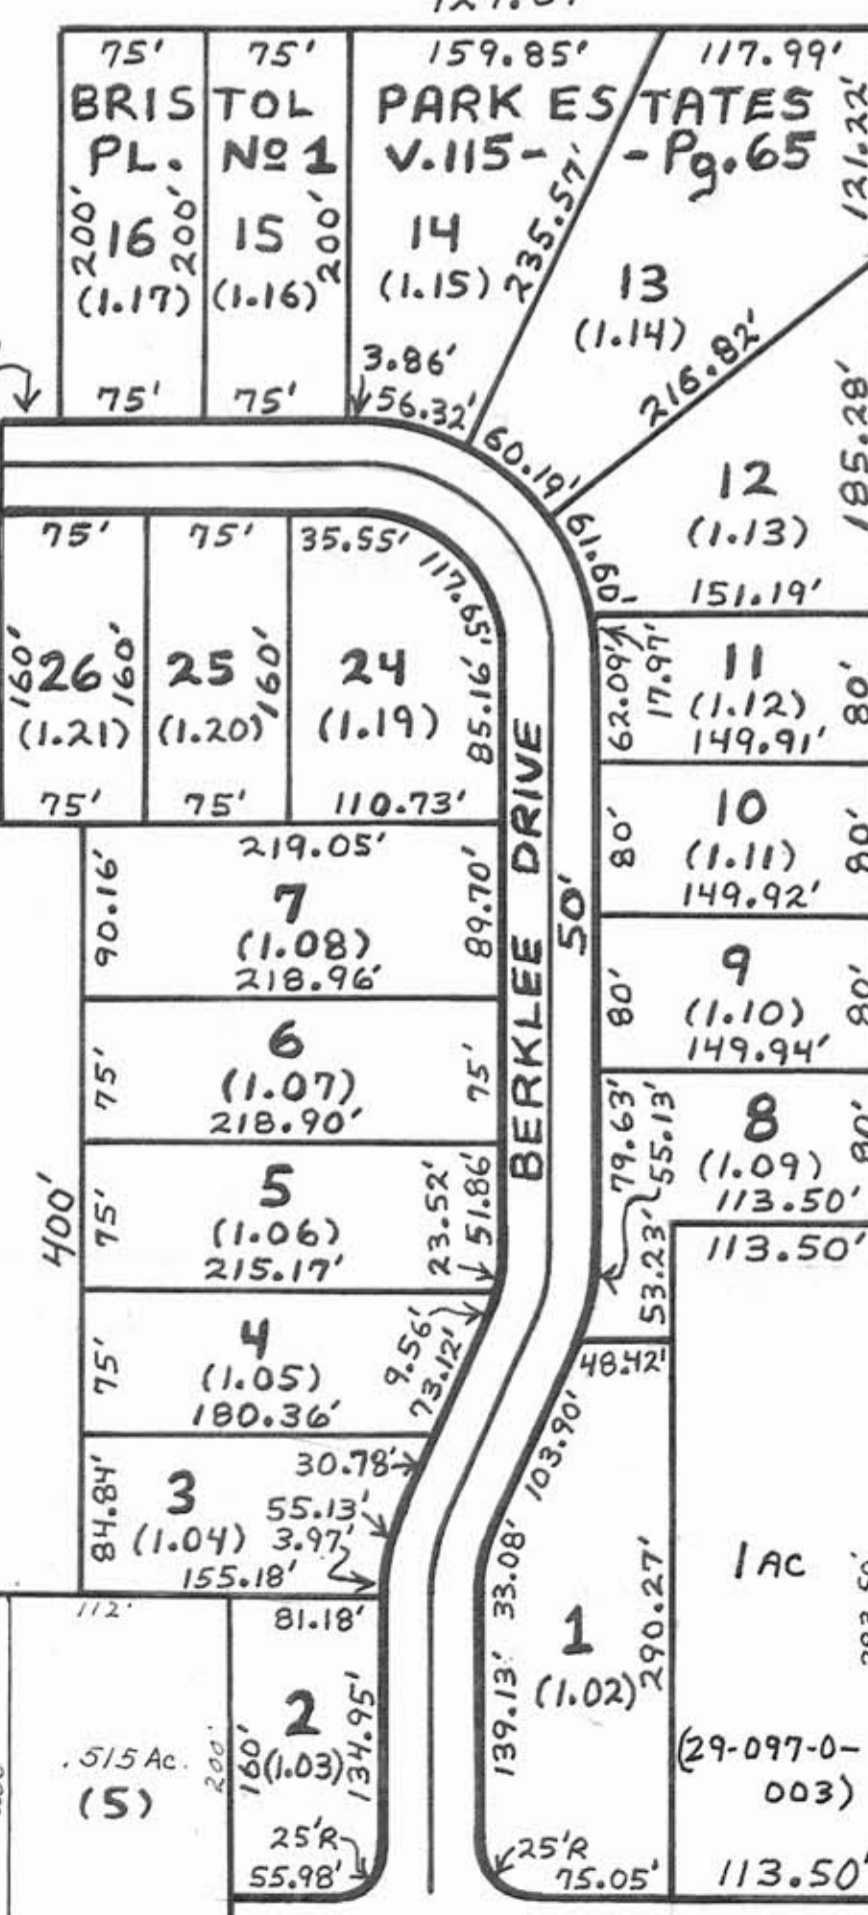 75' 75' 159.85' 117.99'
BRISTOL PARK ESTATES
PL. Nº 1 V.115- -Pg.65
121.22'
200' 16 200' 15 200' 14 235.57' 13
(1.17) (1.16) (1.15) (1.14)
216.82'
3.86'
75' 75' 56.32'
60.19'
185.28'
12
(1.13)
61.60'
151.19'
75' 75' 35.55'
117.65'
160' 26 160' 25 160' 24 85.16'
(1.21) (1.20) (1.19)
75' 75' 110.73'
62.09' 17.97' 11 80'
(1.12)
149.91'
10
80' (1.11) 80'
149.92'
9
80' (1.10) 80'
149.94'
BERKLEE DRIVE
50'
219.05'
90.16' 7 89.70'
(1.08)
218.96'
6
75' (1.07) 75'
218.90'
79.63' 55.13' 8 80'
(1.09)
113.50'
400'
75' 5 23.52' 51.86'
(1.06)
215.17'
113.50'
53.23'
4
75' (1.05) 9.56'
180.36' 73.12'
48.42'
103.90'
84.84' 3 30.78'
55.13'
(1.04) 3.97'
155.18'
33.08'
290.27'
1 AC
112'
81.18'
1
(1.02)
139.13'
2 134.95'
160' (1.03)
.515 Ac. 200'
(5)
(29-097-0-
003)
25'R 25'R
55.98' 75.05' 113.50'